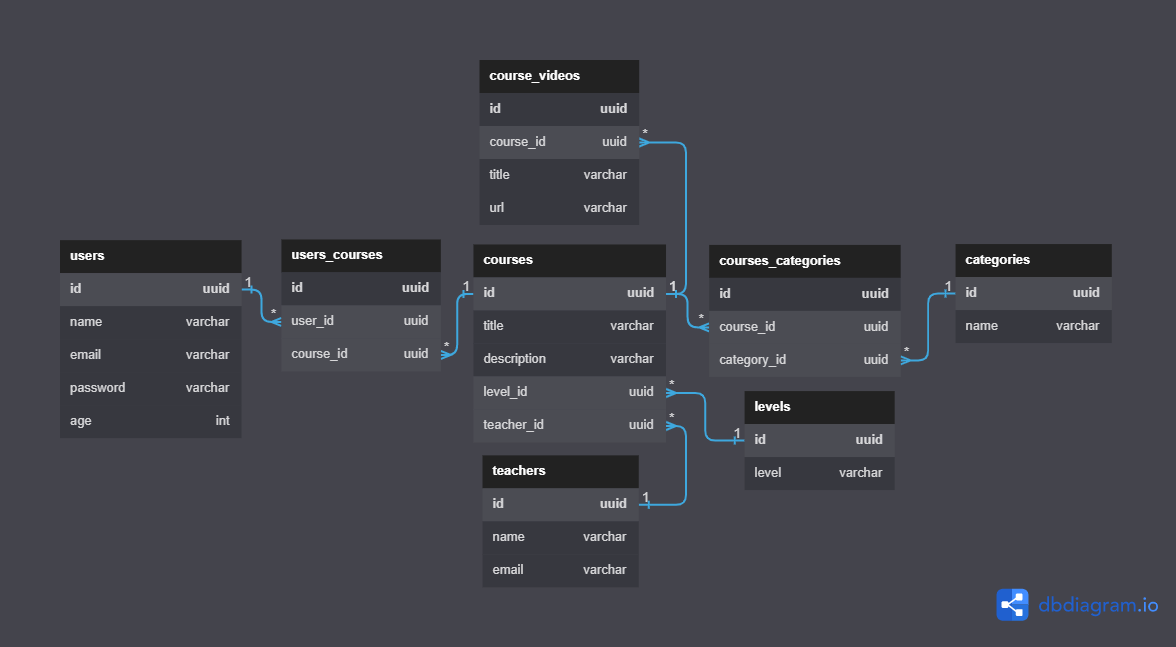 course_videos
id uuid
course_id uuid
title varchar
url varchar
*
users
id uuid
name varchar
email varchar
password varchar
age int
1
*
users_courses
id uuid
user_id uuid
course_id uuid
*
1
courses
id uuid
title varchar
description varchar
level_id uuid
teacher_id uuid
1
*
*
*
courses_categories
id uuid
course_id uuid
category_id uuid
*
1
categories
id uuid
name varchar
1
levels
id uuid
level varchar
teachers
id uuid
name varchar
email varchar
1
dbdiagram.io